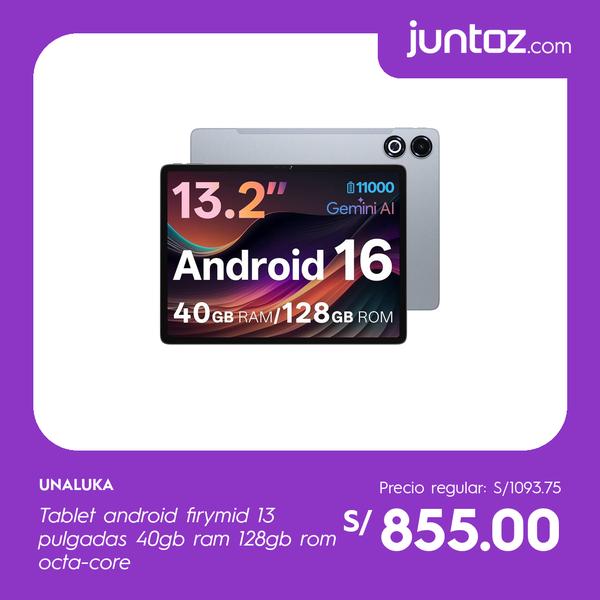 juntoz.com
13.2"
11000
Gemini AI
Android 16
40GB RAM/128GB ROM
UNALUKA
Precio regular: S/1093.75
Tablet android firymid 13
pulgadas 40gb ram 128gb rom
octa-core
S/ 855.00